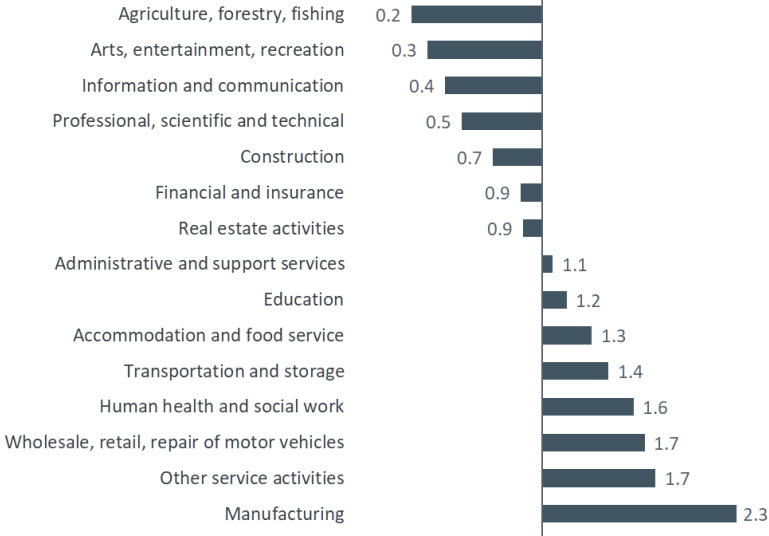 Agriculture, forestry, fishing 0.2
Arts, entertainment, recreation 0.3
Information and communication 0.4
Professional, scientific and technical 0.5
Construction 0.7
Financial and insurance 0.9
Real estate activities 0.9
Administrative and support services 1.1
Education 1.2
Accommodation and food service 1.3
Transportation and storage 1.4
Human health and social work 1.6
Wholesale, retail, repair of motor vehicles 1.7
Other service activities 1.7
Manufacturing 2.3